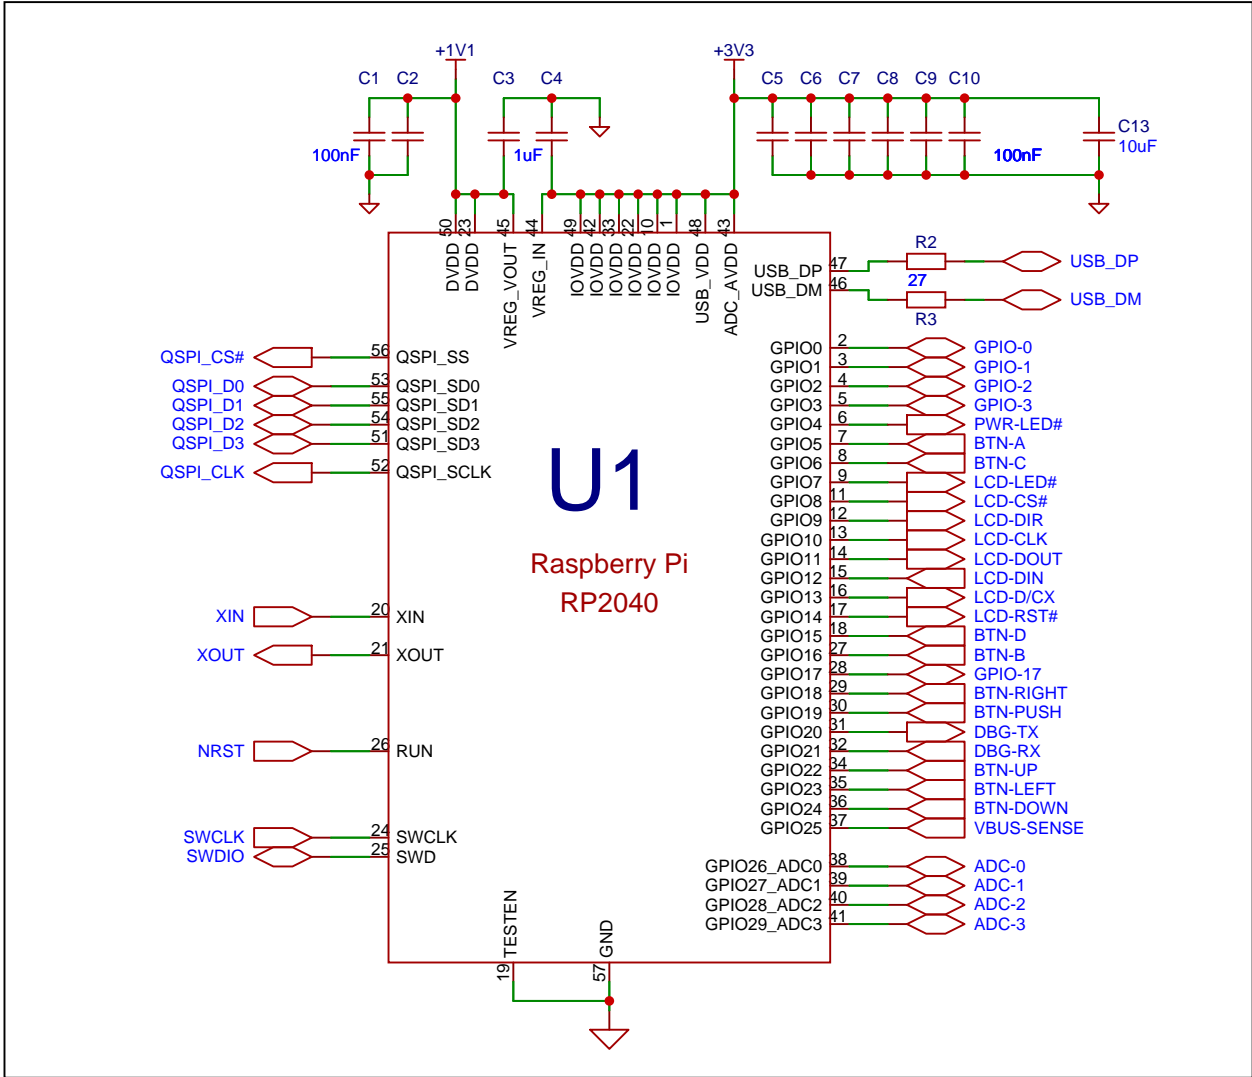 +1V1
+3V3
C1 C2 C3 C4 C5 C6 C7 C8 C9 C10
C13
10uF
100nF
1uF
100nF
50 23 45 44 49 42 33 22 10 1 48 43
DVDD
DVDD
VREG_VOUT
VREG_IN
IOVDD
IOVDD
IOVDD
IOVDD
IOVDD
IOVDD
USB_VDD
ADC_AVDD
R2
USB_DP 47 USB_DP
27
USB_DM 46 USB_DM
R3
QSPI_CS# 56 QSPI_SS
QSPI_D0 53 QSPI_SD0
QSPI_D1 55 QSPI_SD1
QSPI_D2 54 QSPI_SD2
QSPI_D3 51 QSPI_SD3
QSPI_CLK 52 QSPI_SCLK
XIN 20 XIN
XOUT 21 XOUT
NRST 26 RUN
SWCLK 24 SWCLK
SWDIO 25 SWD
U1
Raspberry Pi
RP2040
GPIO0 2 GPIO-0
GPIO1 3 GPIO-1
GPIO2 4 GPIO-2
GPIO3 5 GPIO-3
GPIO4 6 PWR-LED#
GPIO5 7 BTN-A
GPIO6 8 BTN-C
GPIO7 9 LCD-LED#
GPIO8 11 LCD-CS#
GPIO9 12 LCD-DIR
GPIO10 13 LCD-CLK
GPIO11 14 LCD-DOUT
GPIO12 15 LCD-DIN
GPIO13 16 LCD-D/CX
GPIO14 17 LCD-RST#
GPIO15 18 BTN-D
GPIO16 27 BTN-B
GPIO17 28 GPIO-17
GPIO18 29 BTN-RIGHT
GPIO19 30 BTN-PUSH
GPIO20 31 DBG-TX
GPIO21 32 DBG-RX
GPIO22 34 BTN-UP
GPIO23 35 BTN-LEFT
GPIO24 36 BTN-DOWN
GPIO25 37 VBUS-SENSE
GPIO26_ADC0 38 ADC-0
GPIO27_ADC1 39 ADC-1
GPIO28_ADC2 40 ADC-2
GPIO29_ADC3 41 ADC-3
TESTEN
GND
19
57